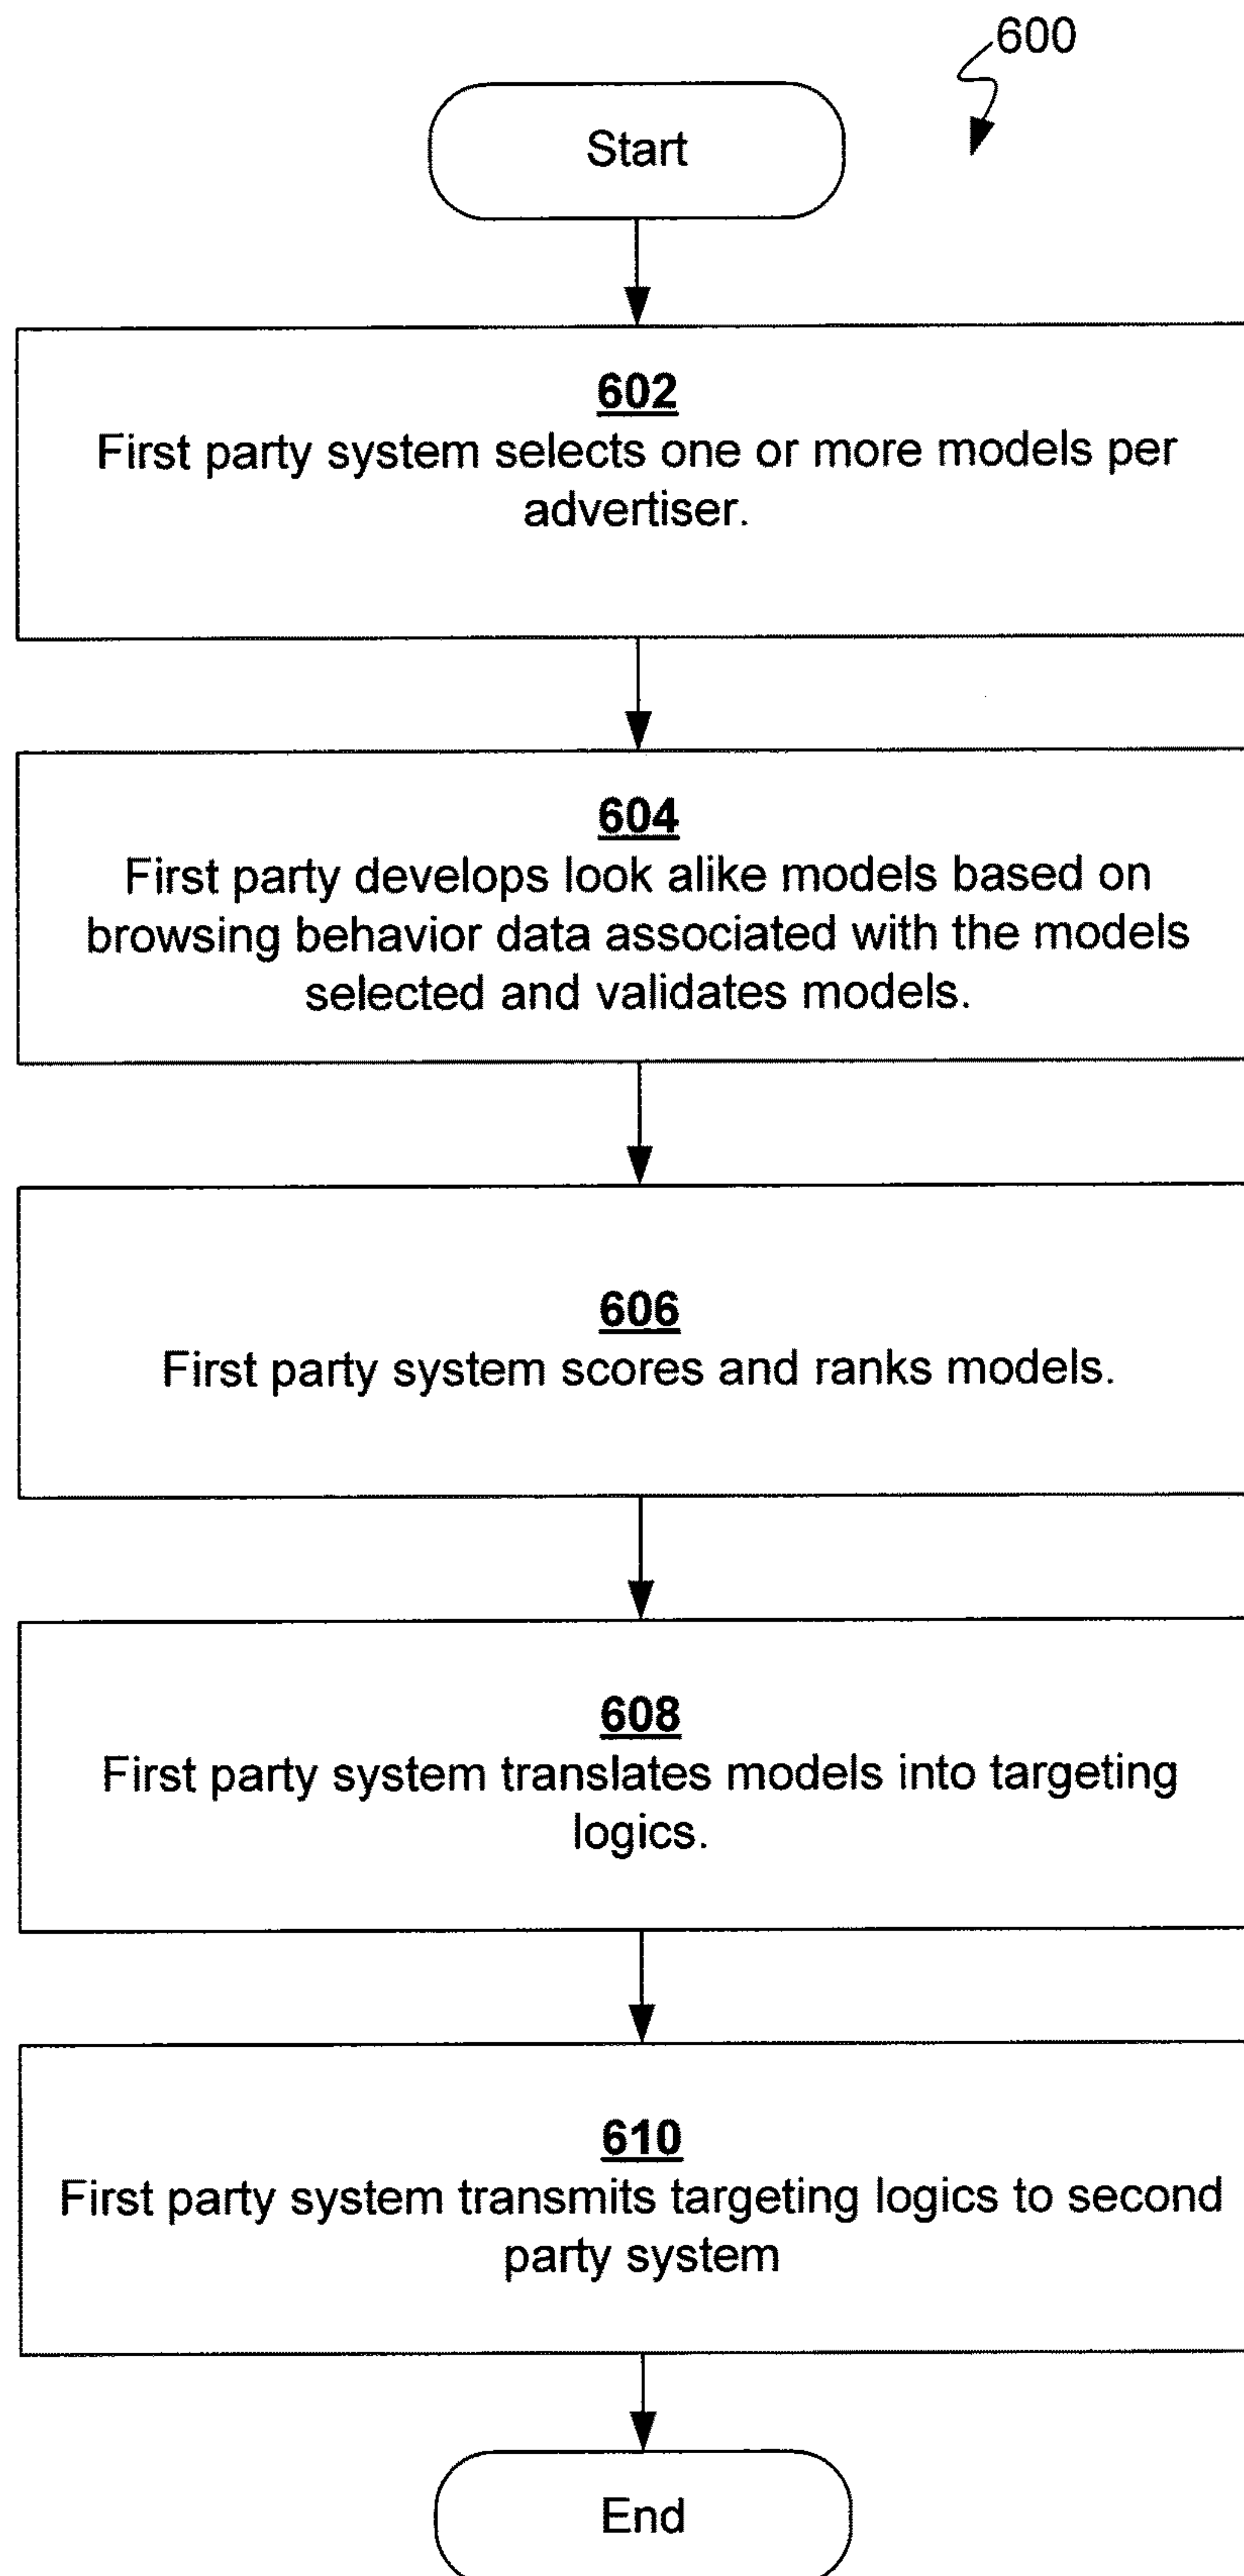 600
Start
602
First party system selects one or more models per
advertiser.
604
First party develops look alike models based on
browsing behavior data associated with the models
selected and validates models.
606
First party system scores and ranks models.
608
First party system translates models into targeting
logics.
610
First party system transmits targeting logics to second
party system
End